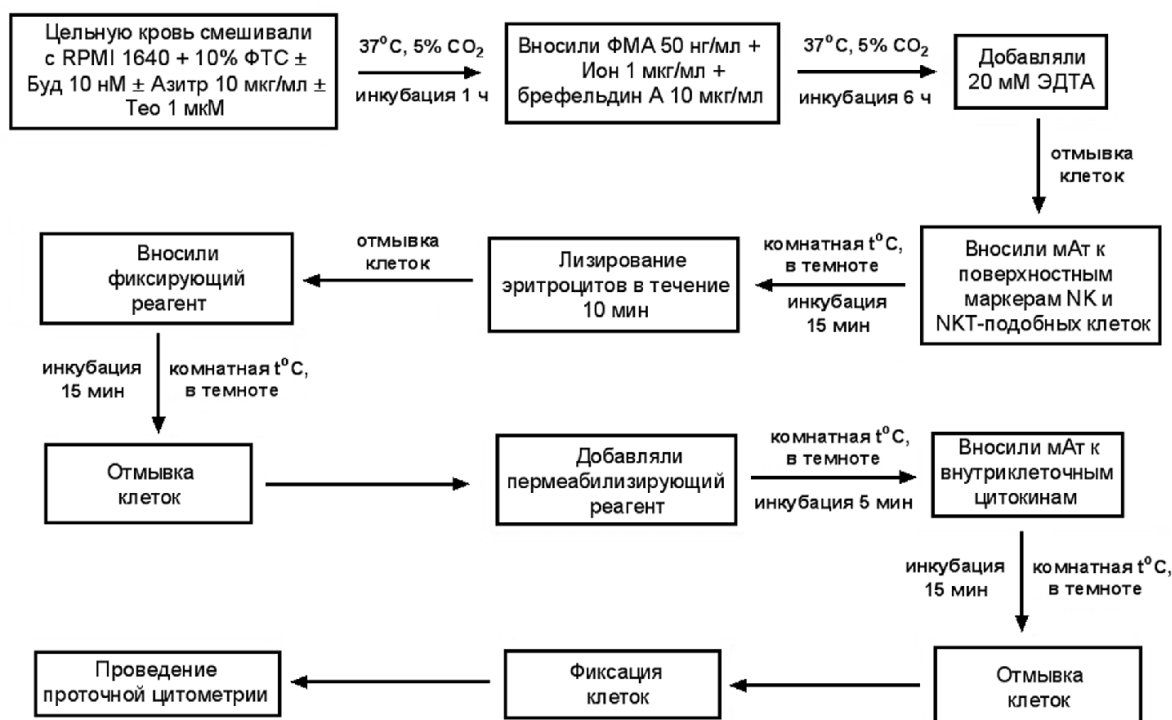 Цельную кровь смешивали
с RPMI 1640 + 10% ФТС ±
Буд 10 нМ ± Азитр 10 мкг/мл ±
Тео 1 мкМ
37°C, 5% CO₂
инкубация 1 ч
Вносили ФМА 50 нг/мл +
Ион 1 мкг/мл +
брефельдин А 10 мкг/мл
37°C, 5% CO₂
инкубация 6 ч
Добавляли
20 мМ ЭДТА
отмывка
клеток
Вносили мАт к
поверхностным
маркерам NK и
NKT-подобных клеток
комнатная t°C,
в темноте
инкубация
15 мин
Лизирование
эритроцитов в течение
10 мин
отмывка
клеток
Вносили
фиксирующий
реагент
инкубация
15 мин
комнатная t°C,
в темноте
Отмывка
клеток
Добавляли
пермеабилизирующий
реагент
комнатная t°C,
в темноте
инкубация 5 мин
Вносили мАт к
внутриклеточным
цитокинам
инкубация
15 мин
комнатная t°C,
в темноте
Отмывка
клеток
Фиксация
клеток
Проведение
проточной цитометрии